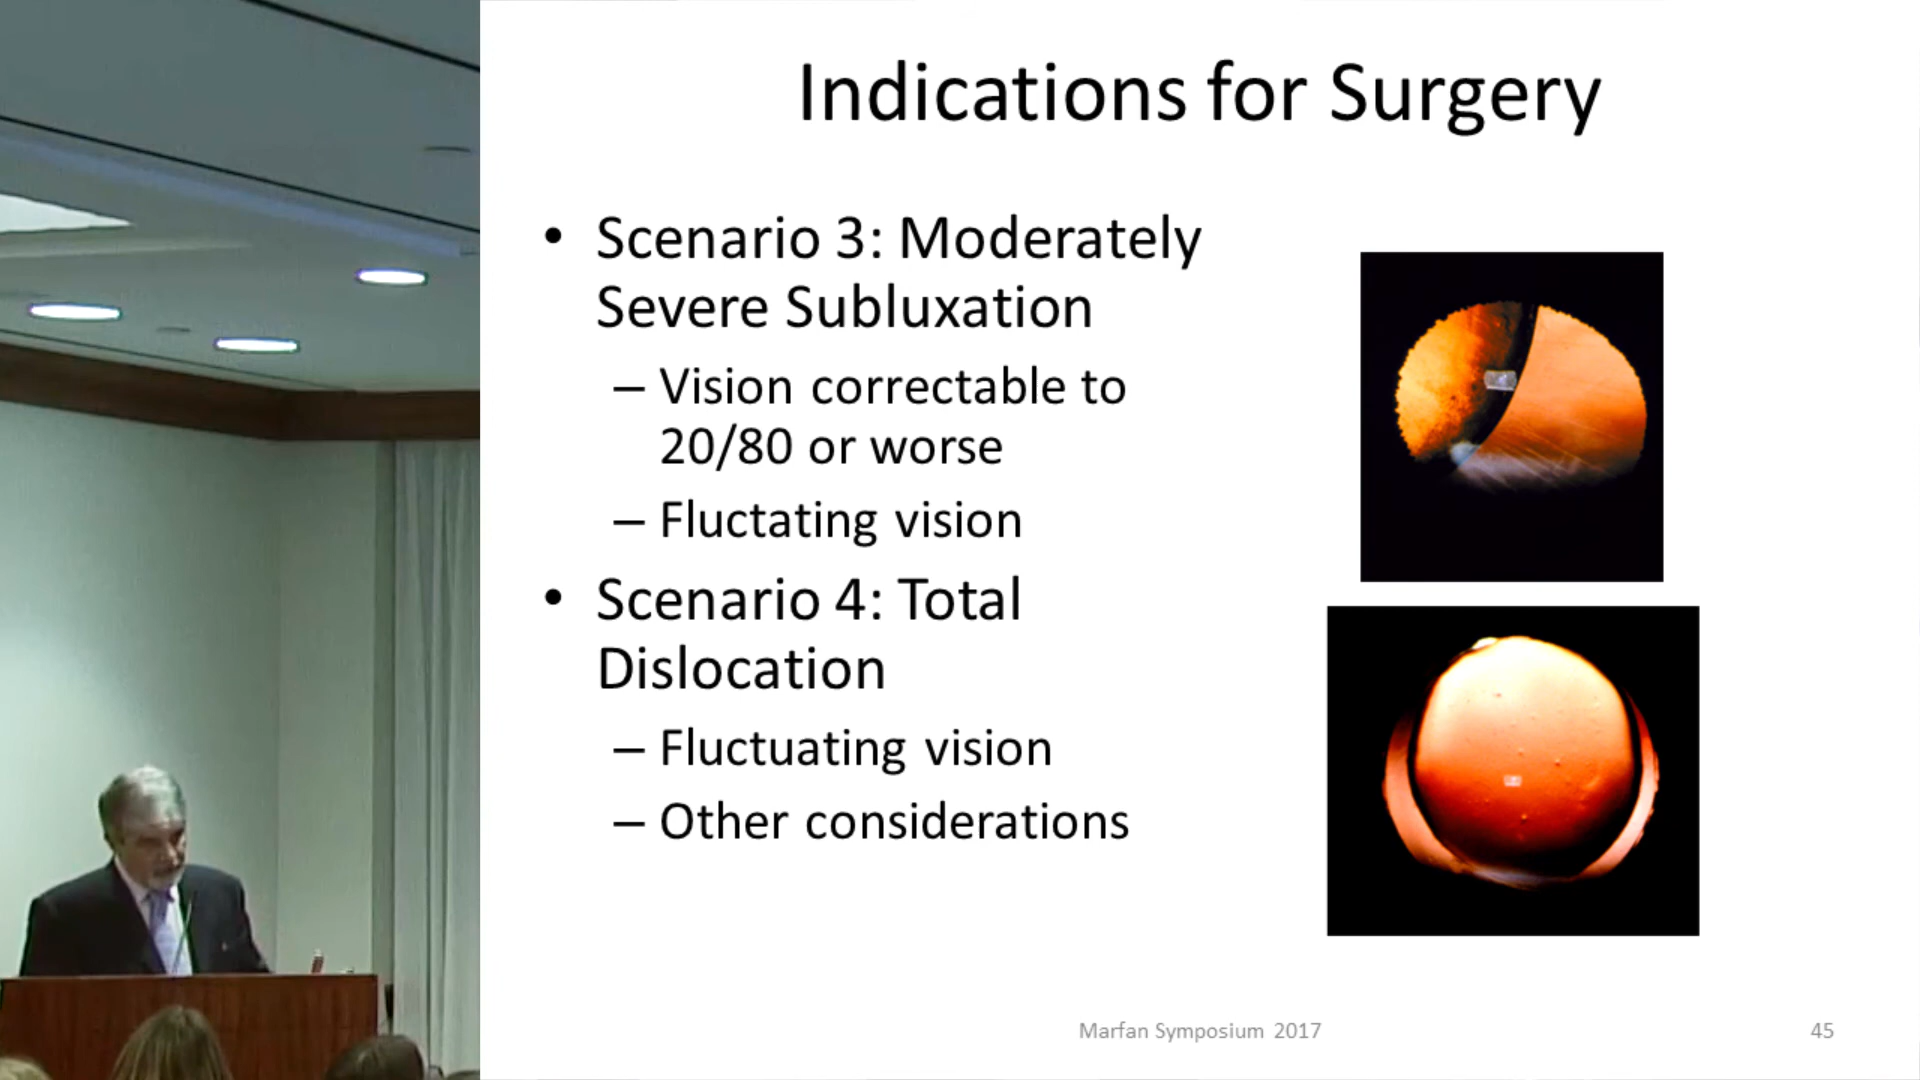 Indications for Surgery
• Scenario 3: Moderately
Severe Subluxation
– Vision correctable to
20/80 or worse
– Fluctating vision
• Scenario 4: Total
Dislocation
– Fluctuating vision
– Other considerations
Marfan Symposium 2017
45